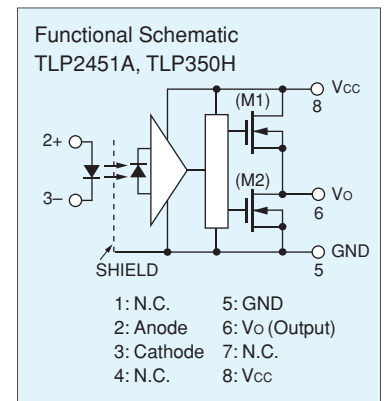 Functional Schematic
TLP2451A, TLP350H
(M1)
VCC
8
2+
3–
(M2)
VO
6
GND
5
SHIELD
1: N.C. 5: GND
2: Anode 6: VO (Output)
3: Cathode 7: N.C.
4: N.C. 8: VCC